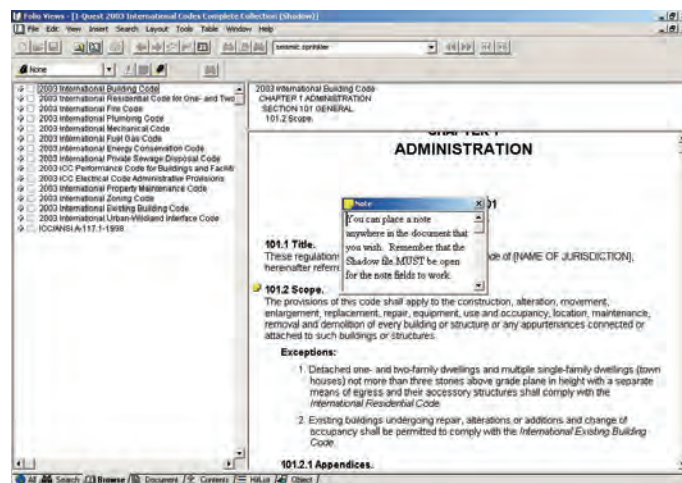 Folio Views - [I-Quest 2003 International Codes Complete Collection (Shadow)]
File Edit View Insert Search Layout Tools Table Window Help
seismic sprinkler
None
2003 International Building Code
2003 International Residential Code for One- and Two
2003 International Fire Code
2003 International Plumbing Code
2003 International Mechanical Code
2003 International Fuel Gas Code
2003 International Energy Conservation Code
2003 International Private Sewage Disposal Code
2003 ICC Performance Code for Buildings and Facilit
2003 ICC Electrical Code Administrative Provisions
2003 International Property Maintenance Code
2003 International Zoning Code
2003 International Existing Building Code
2003 International Urban-Wildland Interface Code
ICC/ANSI A-117.1-1998
2003 International Building Code
CHAPTER 1 ADMINISTRATION
SECTION 101 GENERAL
101.2 Scope.
CHAPTER 1
ADMINISTRATION
01
Note
You can place a note
anywhere in the document that
you wish. Remember that the
Shadow file MUST be open
for the note fields to work.
101.1 Title.
These regulations de of [NAME OF JURISDICTION],
hereinafter referre
101.2 Scope.
The provisions of this code shall apply to the construction, alteration, movement,
enlargement, replacement, repair, equipment, use and occupancy, location, maintenance,
removal and demolition of every building or structure or any appurtenances connected or
attached to such buildings or structures.
Exceptions:
1. Detached one- and two-family dwellings and multiple single-family dwellings (town
houses) not more than three stories above grade plane in height with a separate
means of egress and their accessory structures shall comply with the
International Residential Code.
2. Existing buildings undergoing repair, alterations or additions and change of
occupancy shall be permitted to comply with the International Existing Building
Code.
101.2.1 Appendices.
All Search Browse Document Contents HitList Object